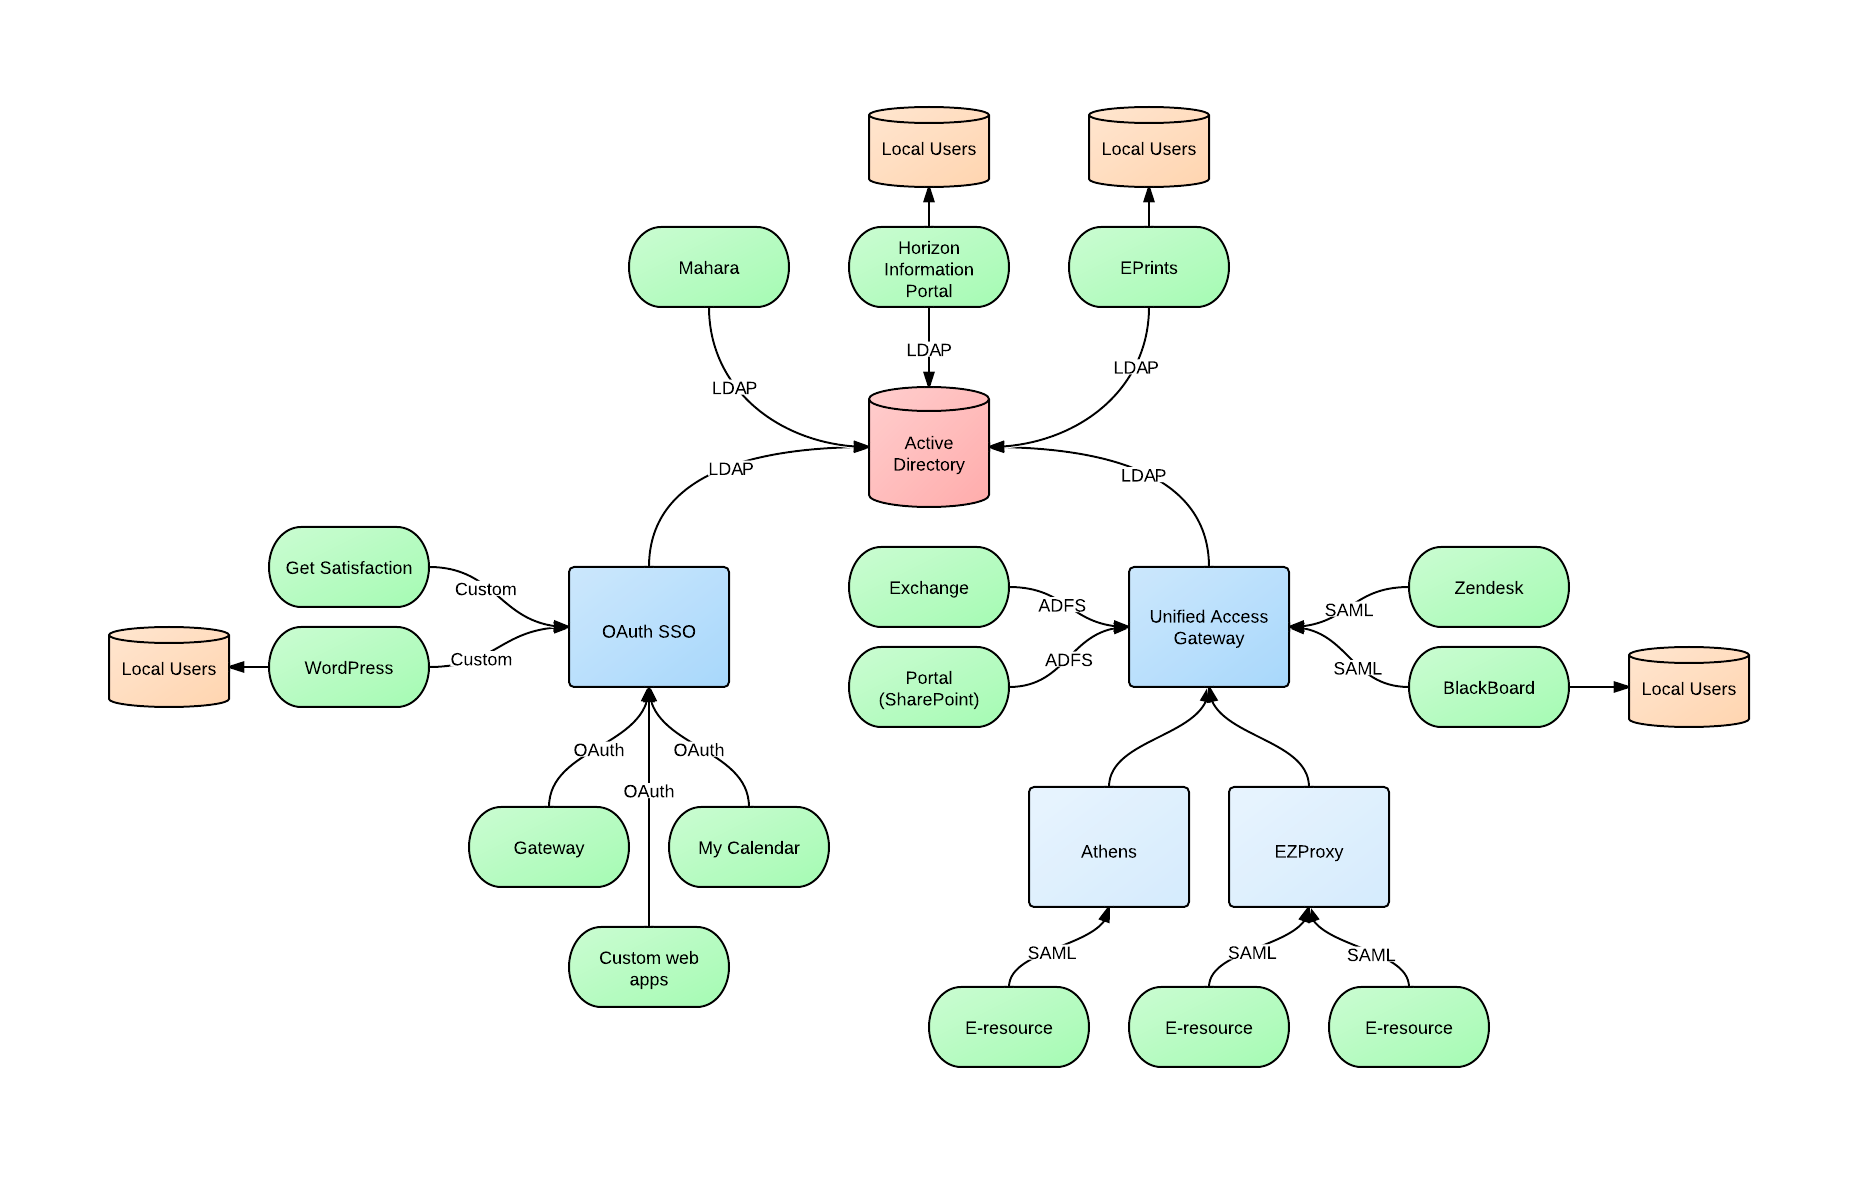 Local Users
Local Users
Mahara
Horizon
Information
Portal
EPrints
LDAP
LDAP
LDAP
Active
Directory
LDAP
LDAP
Get Satisfaction
Custom
OAuth SSO
Exchange
ADFS
Unified Access
Gateway
SAML
Zendesk
Local Users
WordPress
Custom
Portal
(SharePoint)
ADFS
SAML
BlackBoard
Local Users
OAuth
OAuth
OAuth
Gateway
My Calendar
Athens
EZProxy
Custom web
apps
SAML
SAML
SAML
E-resource
E-resource
E-resource